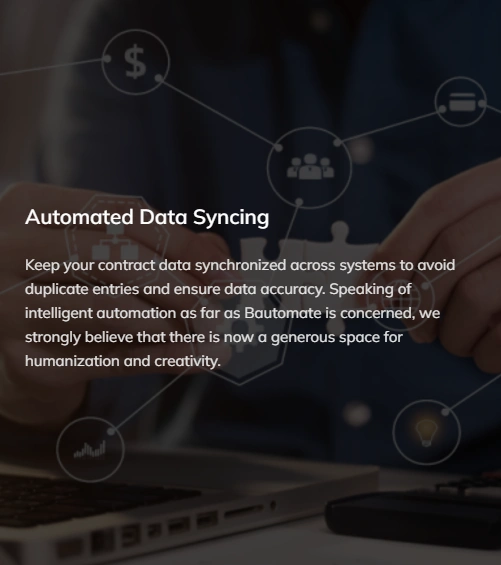 Automated Data Syncing
Keep your contract data synchronized across systems to avoid
duplicate entries and ensure data accuracy. Speaking of
intelligent automation as far as Bautomate is concerned, we
strongly believe that there is now a generous space for
humanization and creativity.